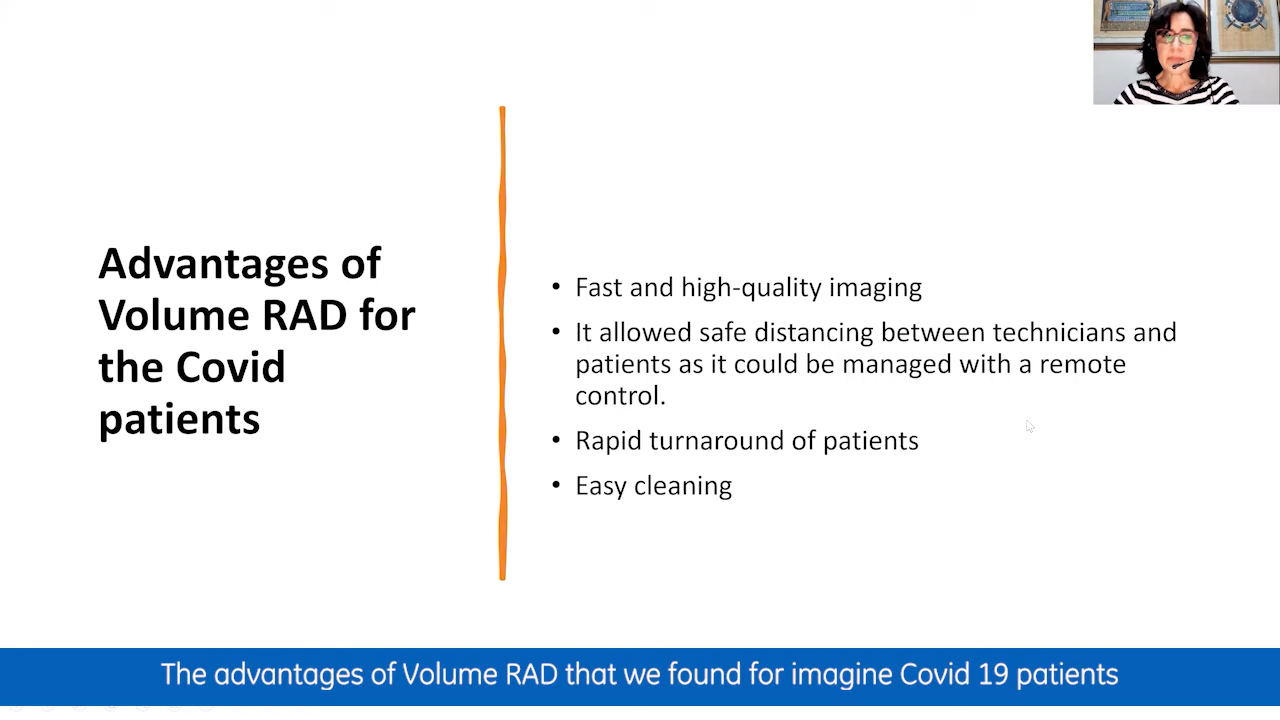 Advantages of
Volume RAD for
the Covid
patients
• Fast and high-quality imaging
• It allowed safe distancing between technicians and
patients as it could be managed with a remote
control.
• Rapid turnaround of patients
• Easy cleaning
The advantages of Volume RAD that we found for imagine Covid 19 patients